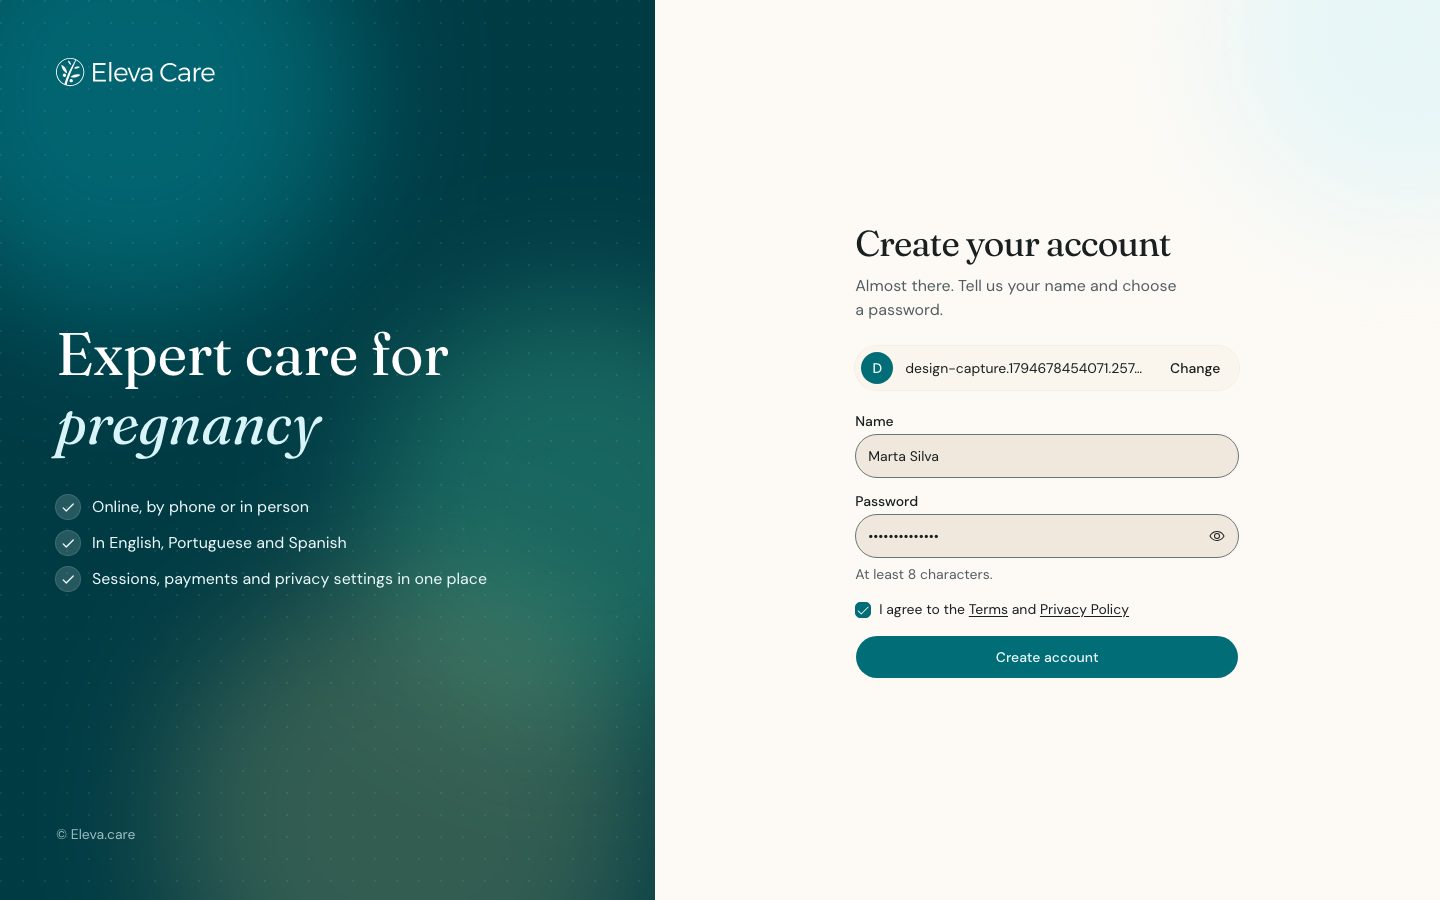 Eleva Care
Expert care for
pregnancy
Online, by phone or in person
In English, Portuguese and Spanish
Sessions, payments and privacy settings in one place
© Eleva.care
Create your account
Almost there. Tell us your name and choose
a password.
D
design-capture.1794678454071.257…
Change
Name
Marta Silva
Password
••••••••••••••
At least 8 characters.
I agree to the Terms and Privacy Policy
Create account